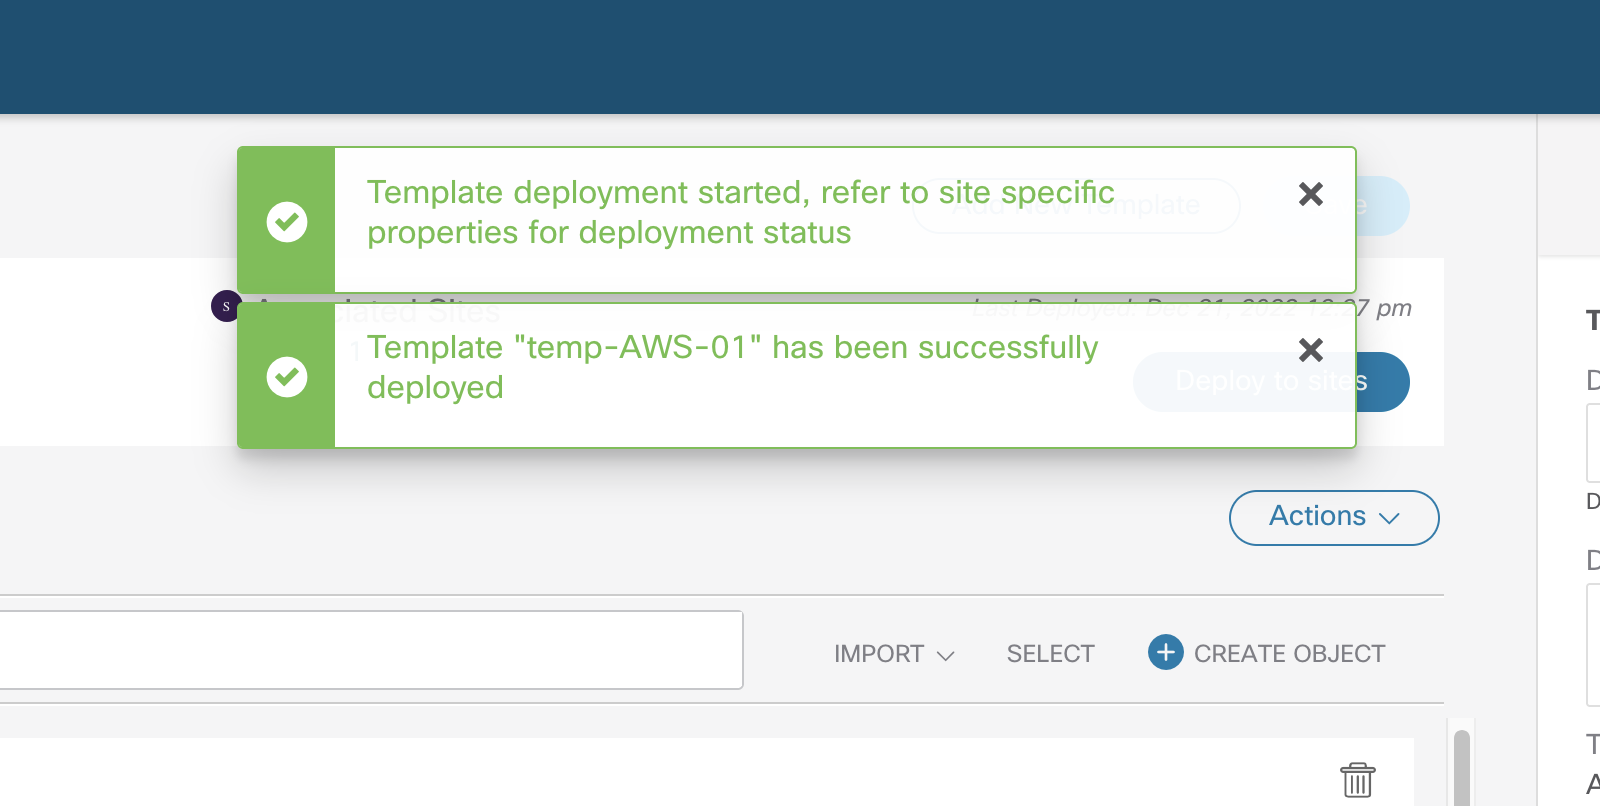 Template deployment started, refer to site specific
properties for deployment status
Add New Template
S
Associated Sites
Last Deployed: Dec 21, 2022 12:27 pm
1
Template "temp-AWS-01" has been successfully
deployed
Deploy to sites
Actions
IMPORT
SELECT
CREATE OBJECT